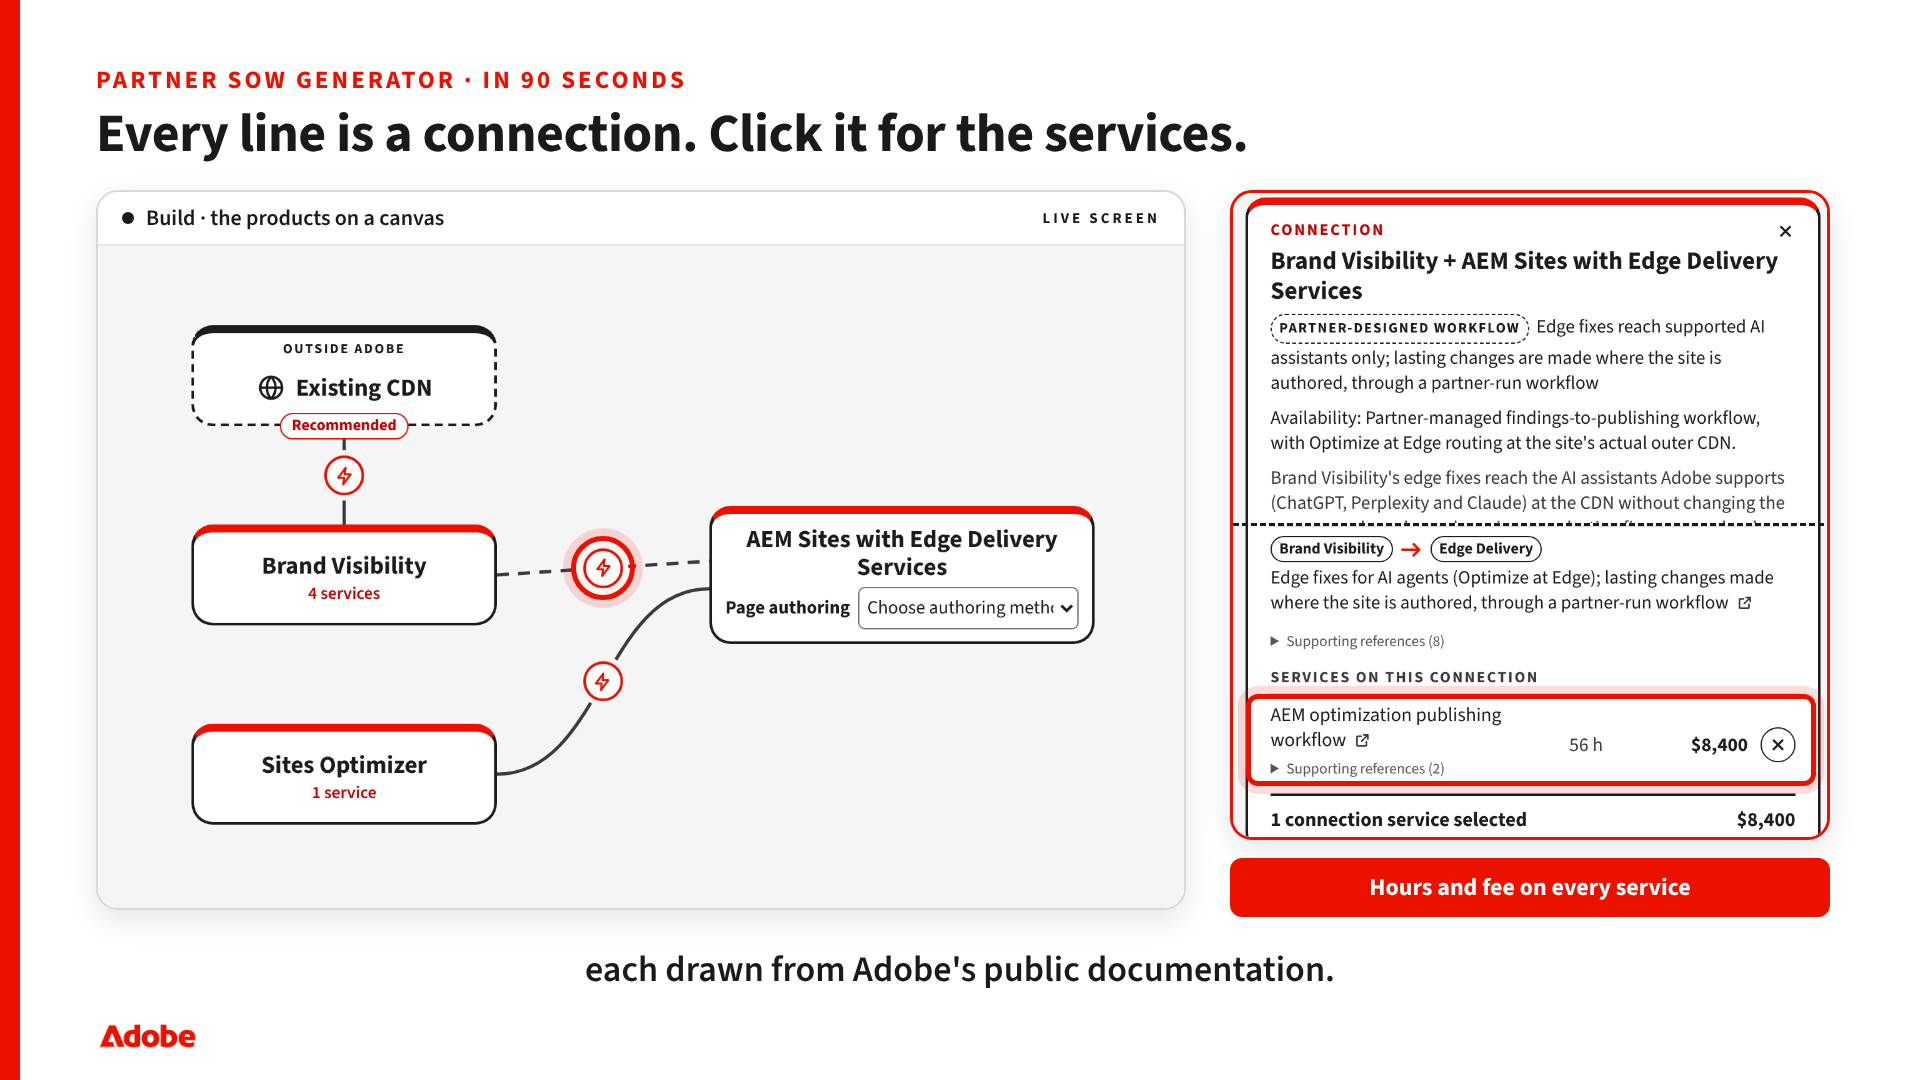 PARTNER SOW GENERATOR · IN 90 SECONDS
Every line is a connection. Click it for the services.
Build · the products on a canvas
LIVE SCREEN
OUTSIDE ADOBE
Existing CDN
Recommended
Brand Visibility
4 services
AEM Sites with Edge Delivery
Services
Page authoring
Choose authoring meth
Sites Optimizer
1 service
CONNECTION
Brand Visibility + AEM Sites with Edge Delivery
Services
PARTNER-DESIGNED WORKFLOW Edge fixes reach supported AI
assistants only; lasting changes are made where the site is
authored, through a partner-run workflow
Availability: Partner-managed findings-to-publishing workflow,
with Optimize at Edge routing at the site's actual outer CDN.
Brand Visibility's edge fixes reach the AI assistants Adobe supports
(ChatGPT, Perplexity and Claude) at the CDN without changing the
Brand Visibility → Edge Delivery
Edge fixes for AI agents (Optimize at Edge); lasting changes made
where the site is authored, through a partner-run workflow
Supporting references (8)
SERVICES ON THIS CONNECTION
AEM optimization publishing
workflow
56 h
$8,400
Supporting references (2)
1 connection service selected
$8,400
Hours and fee on every service
each drawn from Adobe's public documentation.
Adobe